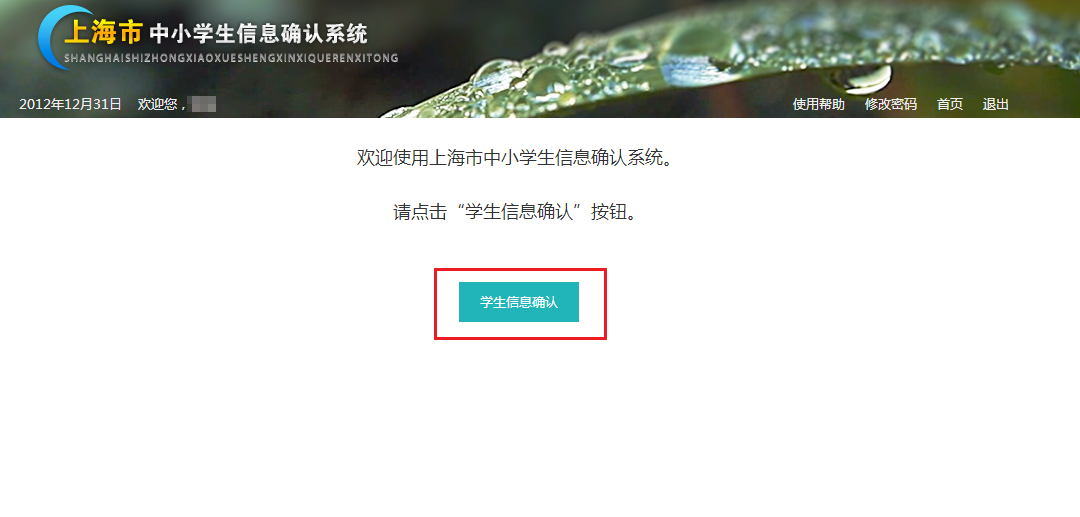 上海市 中小学生信息确认系统
SHANGHAISHIZHONGXIAOXUESHENGXINXIQUERENXITONG
2012年12月31日 欢迎您，
使用帮助 修改密码 首页 退出
欢迎使用上海市中小学生信息确认系统。
请点击“学生信息确认”按钮。
学生信息确认